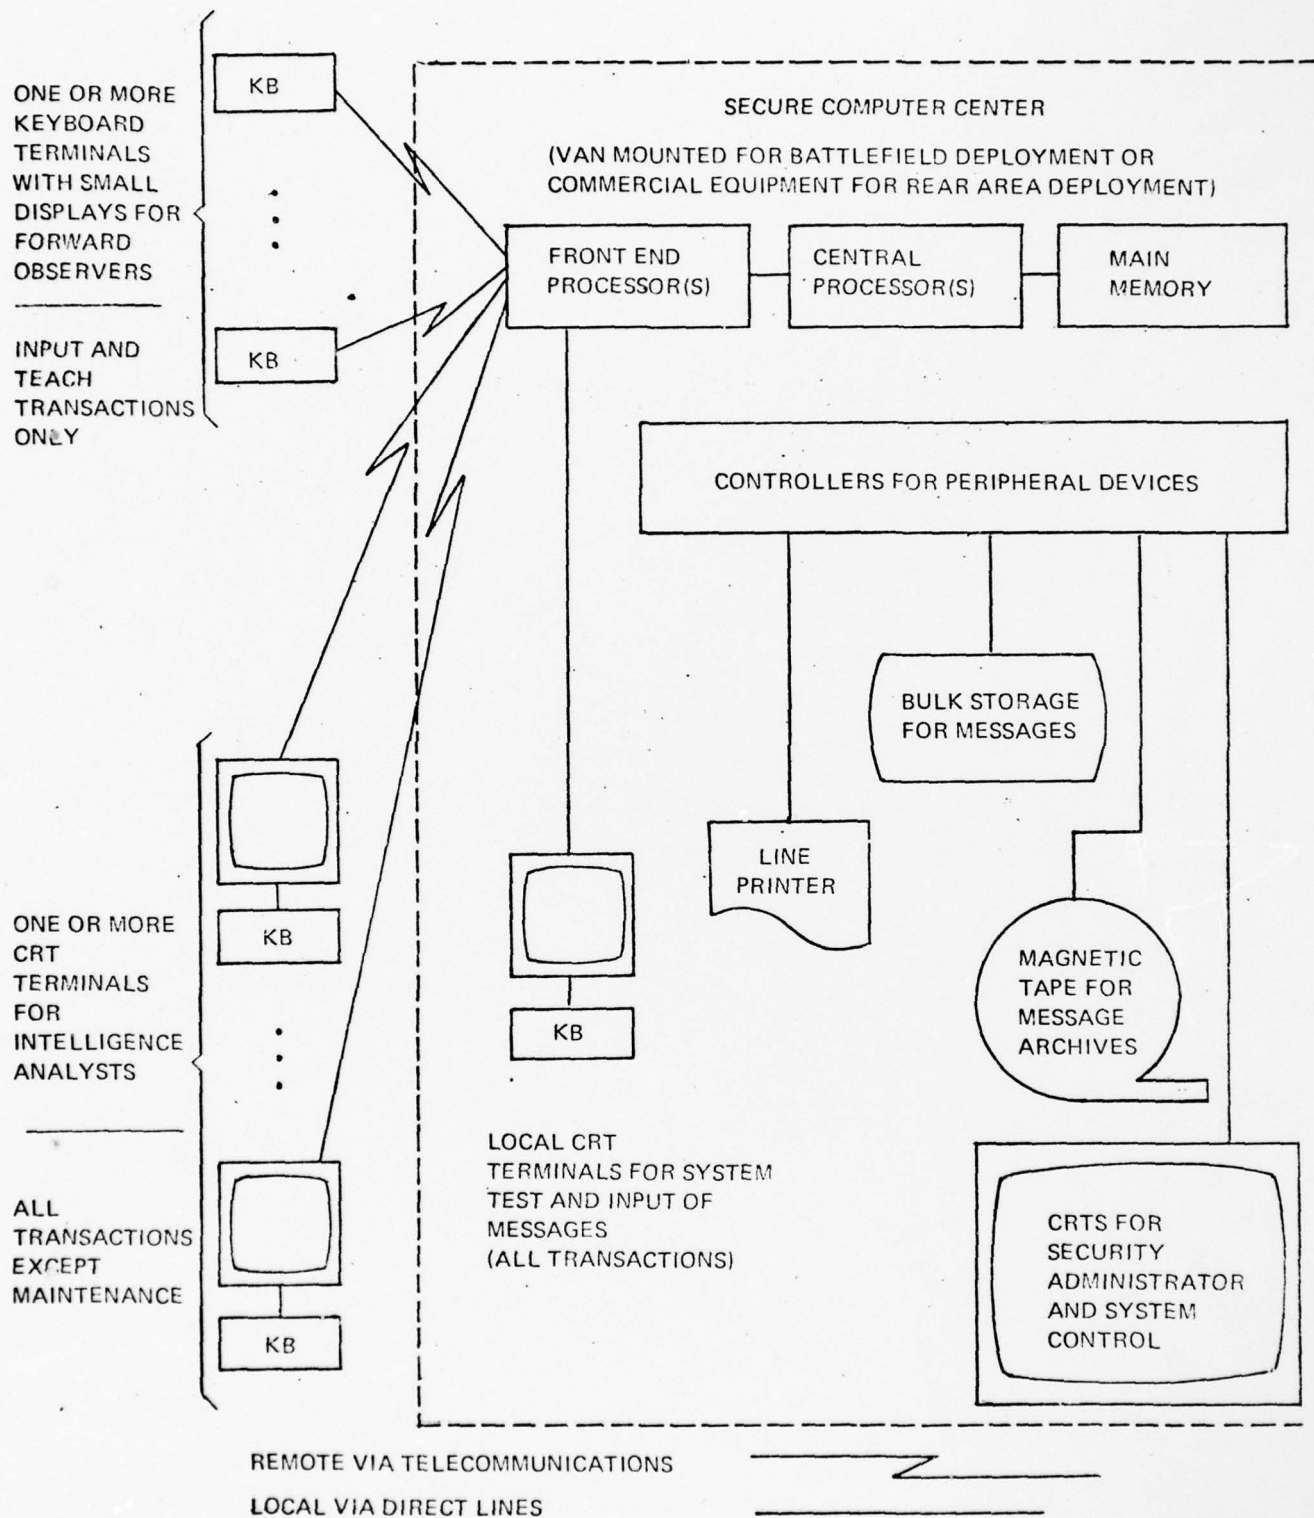 ONE OR MORE
KEYBOARD
TERMINALS
WITH SMALL
DISPLAYS FOR
FORWARD
OBSERVERS
INPUT AND
TEACH
TRANSACTIONS
ONLY
KB
KB
SECURE COMPUTER CENTER
(VAN MOUNTED FOR BATTLEFIELD DEPLOYMENT OR
COMMERCIAL EQUIPMENT FOR REAR AREA DEPLOYMENT)
FRONT END
PROCESSOR(S)
CENTRAL
PROCESSOR(S)
MAIN
MEMORY
CONTROLLERS FOR PERIPHERAL DEVICES
BULK STORAGE
FOR MESSAGES
LINE
PRINTER
MAGNETIC
TAPE FOR
MESSAGE
ARCHIVES
ONE OR MORE
CRT
TERMINALS
FOR
INTELLIGENCE
ANALYSTS
ALL
TRANSACTIONS
EXCEPT
MAINTENANCE
KB
KB
KB
LOCAL CRT
TERMINALS FOR SYSTEM
TEST AND INPUT OF
MESSAGES
(ALL TRANSACTIONS)
CRTS FOR
SECURITY
ADMINISTRATOR
AND SYSTEM
CONTROL
REMOTE VIA TELECOMMUNICATIONS
LOCAL VIA DIRECT LINES